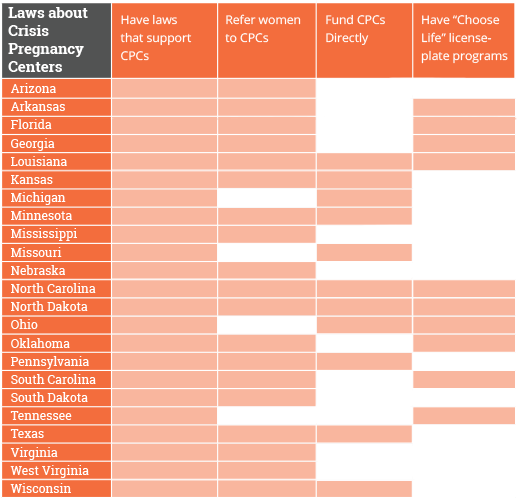 Laws about
Crisis
Pregnancy
Centers
Have laws
that support
CPCs
Refer women
to CPCs
Fund CPCs
Directly
Have “Choose
Life” license-
plate programs
Arizona
Arkansas
Florida
Georgia
Louisiana
Kansas
Michigan
Minnesota
Mississippi
Missouri
Nebraska
North Carolina
North Dakota
Ohio
Oklahoma
Pennsylvania
South Carolina
South Dakota
Tennessee
Texas
Virginia
West Virginia
Wisconsin